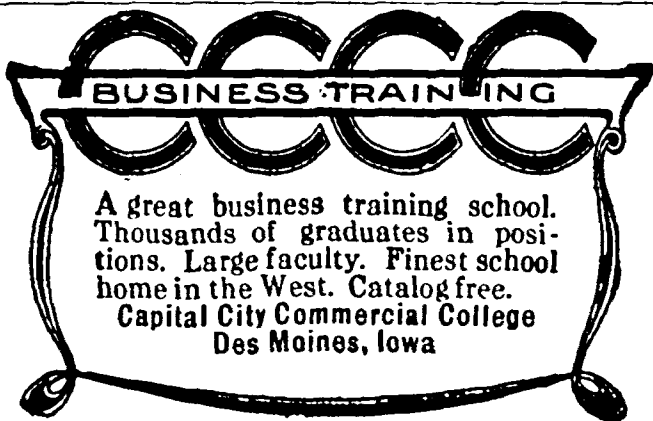 CCCC
BUSINESS TRAINING
A great business training school.
Thousands of graduates in posi-
tions. Large faculty. Finest school
home in the West. Catalog free.
Capital City Commercial College
Des Moines, Iowa